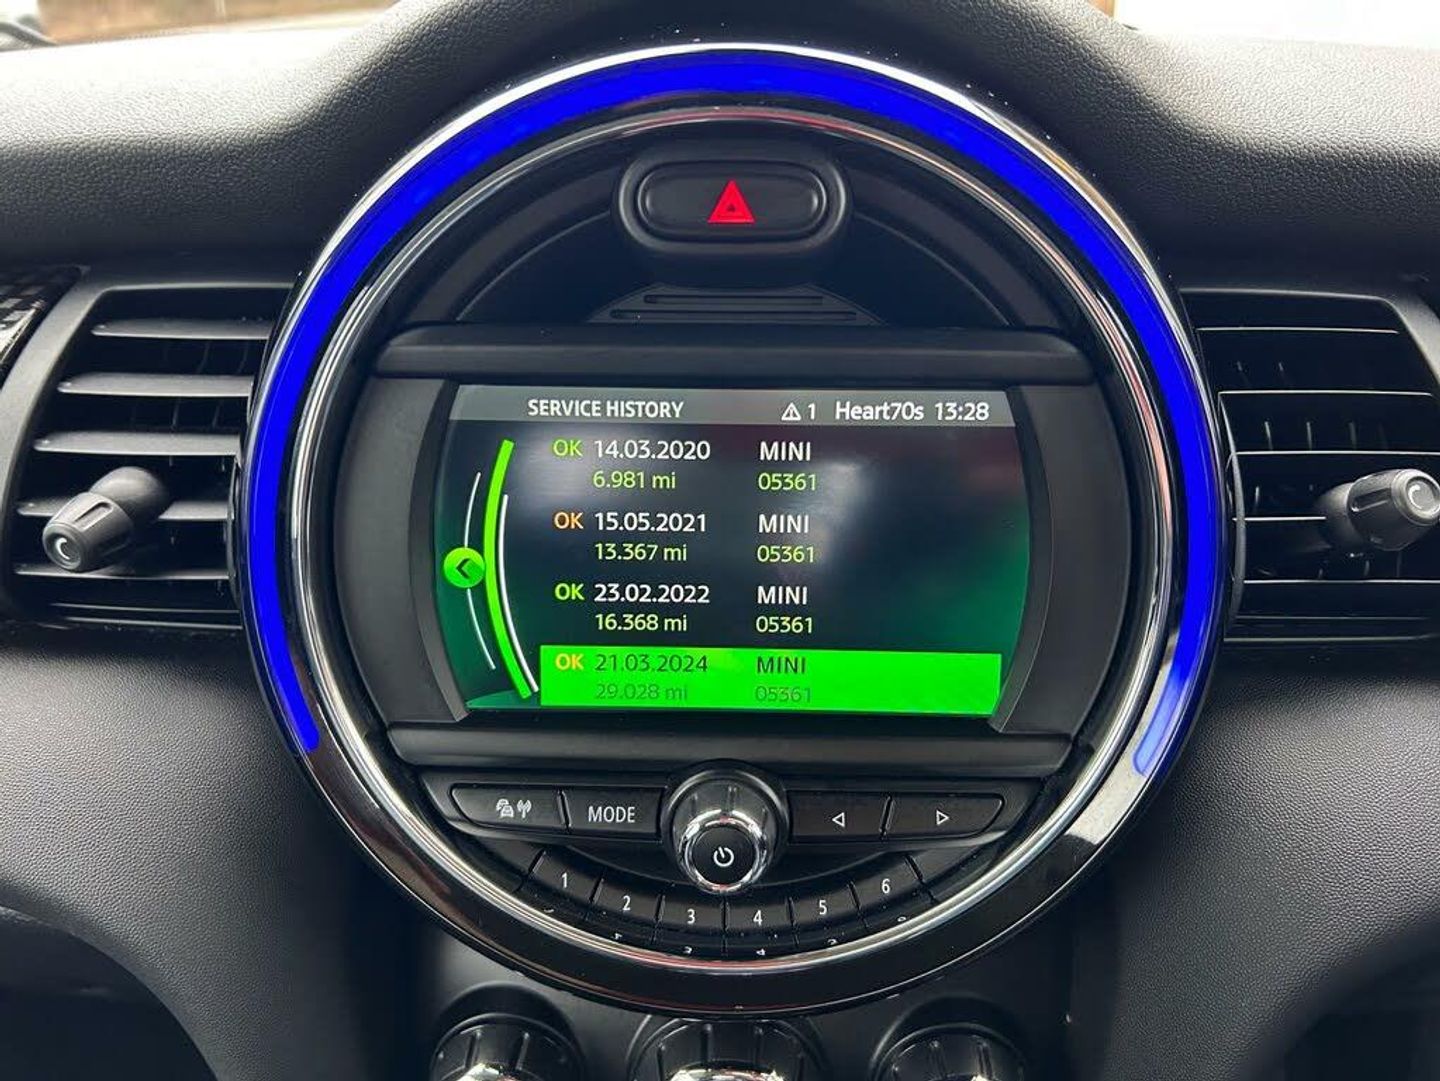 SERVICE HISTORY 1 Heart70s 13:28
OK 14.03.2020 MINI
6.981 mi 05361
OK 15.05.2021 MINI
13.367 mi 05361
OK 23.02.2022 MINI
16.368 mi 05361
OK 21.03.2024 MINI
29.028 mi 05361
MODE
1 2 3 4 5 6